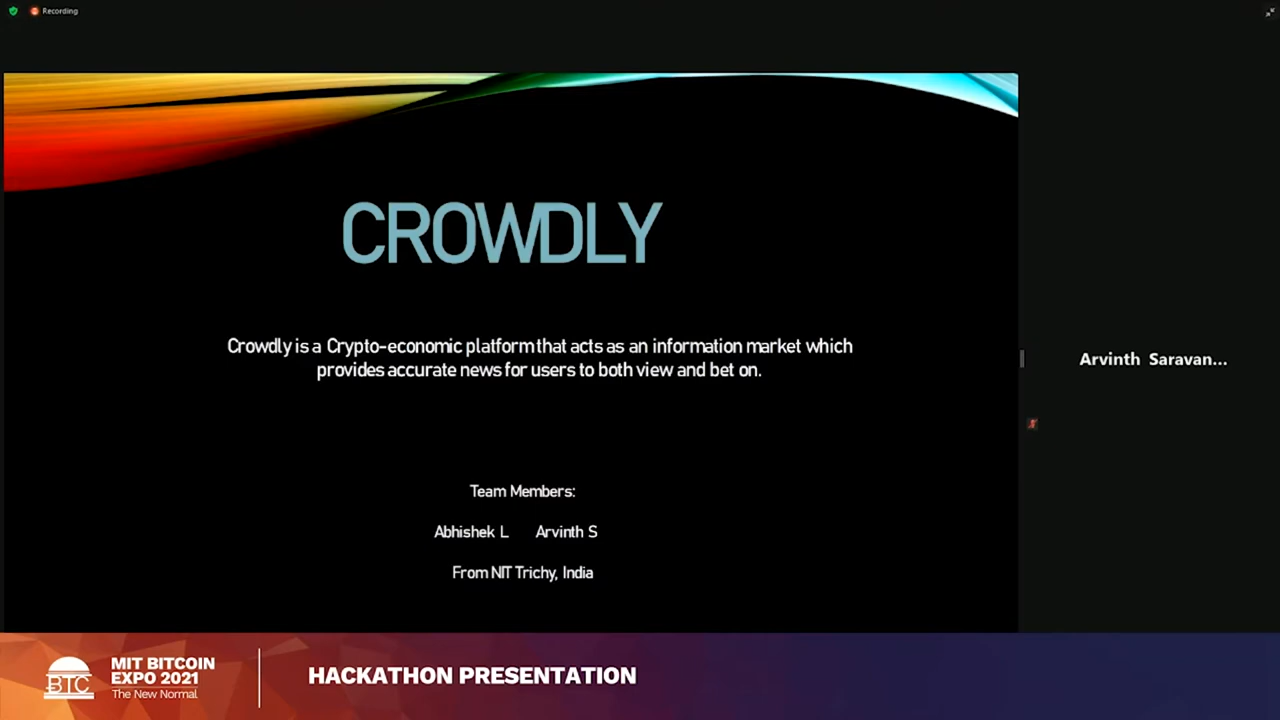 Recording
CROWDLY
Crowdly is a Crypto-economic platform that acts as an information market which
provides accurate news for users to both view and bet on.
Team Members:
Abhishek L Arvinth S
From NIT Trichy, India
Arvinth Saravan...
BTC
MIT BITCOIN
EXPO 2021
The New Normal
HACKATHON PRESENTATION